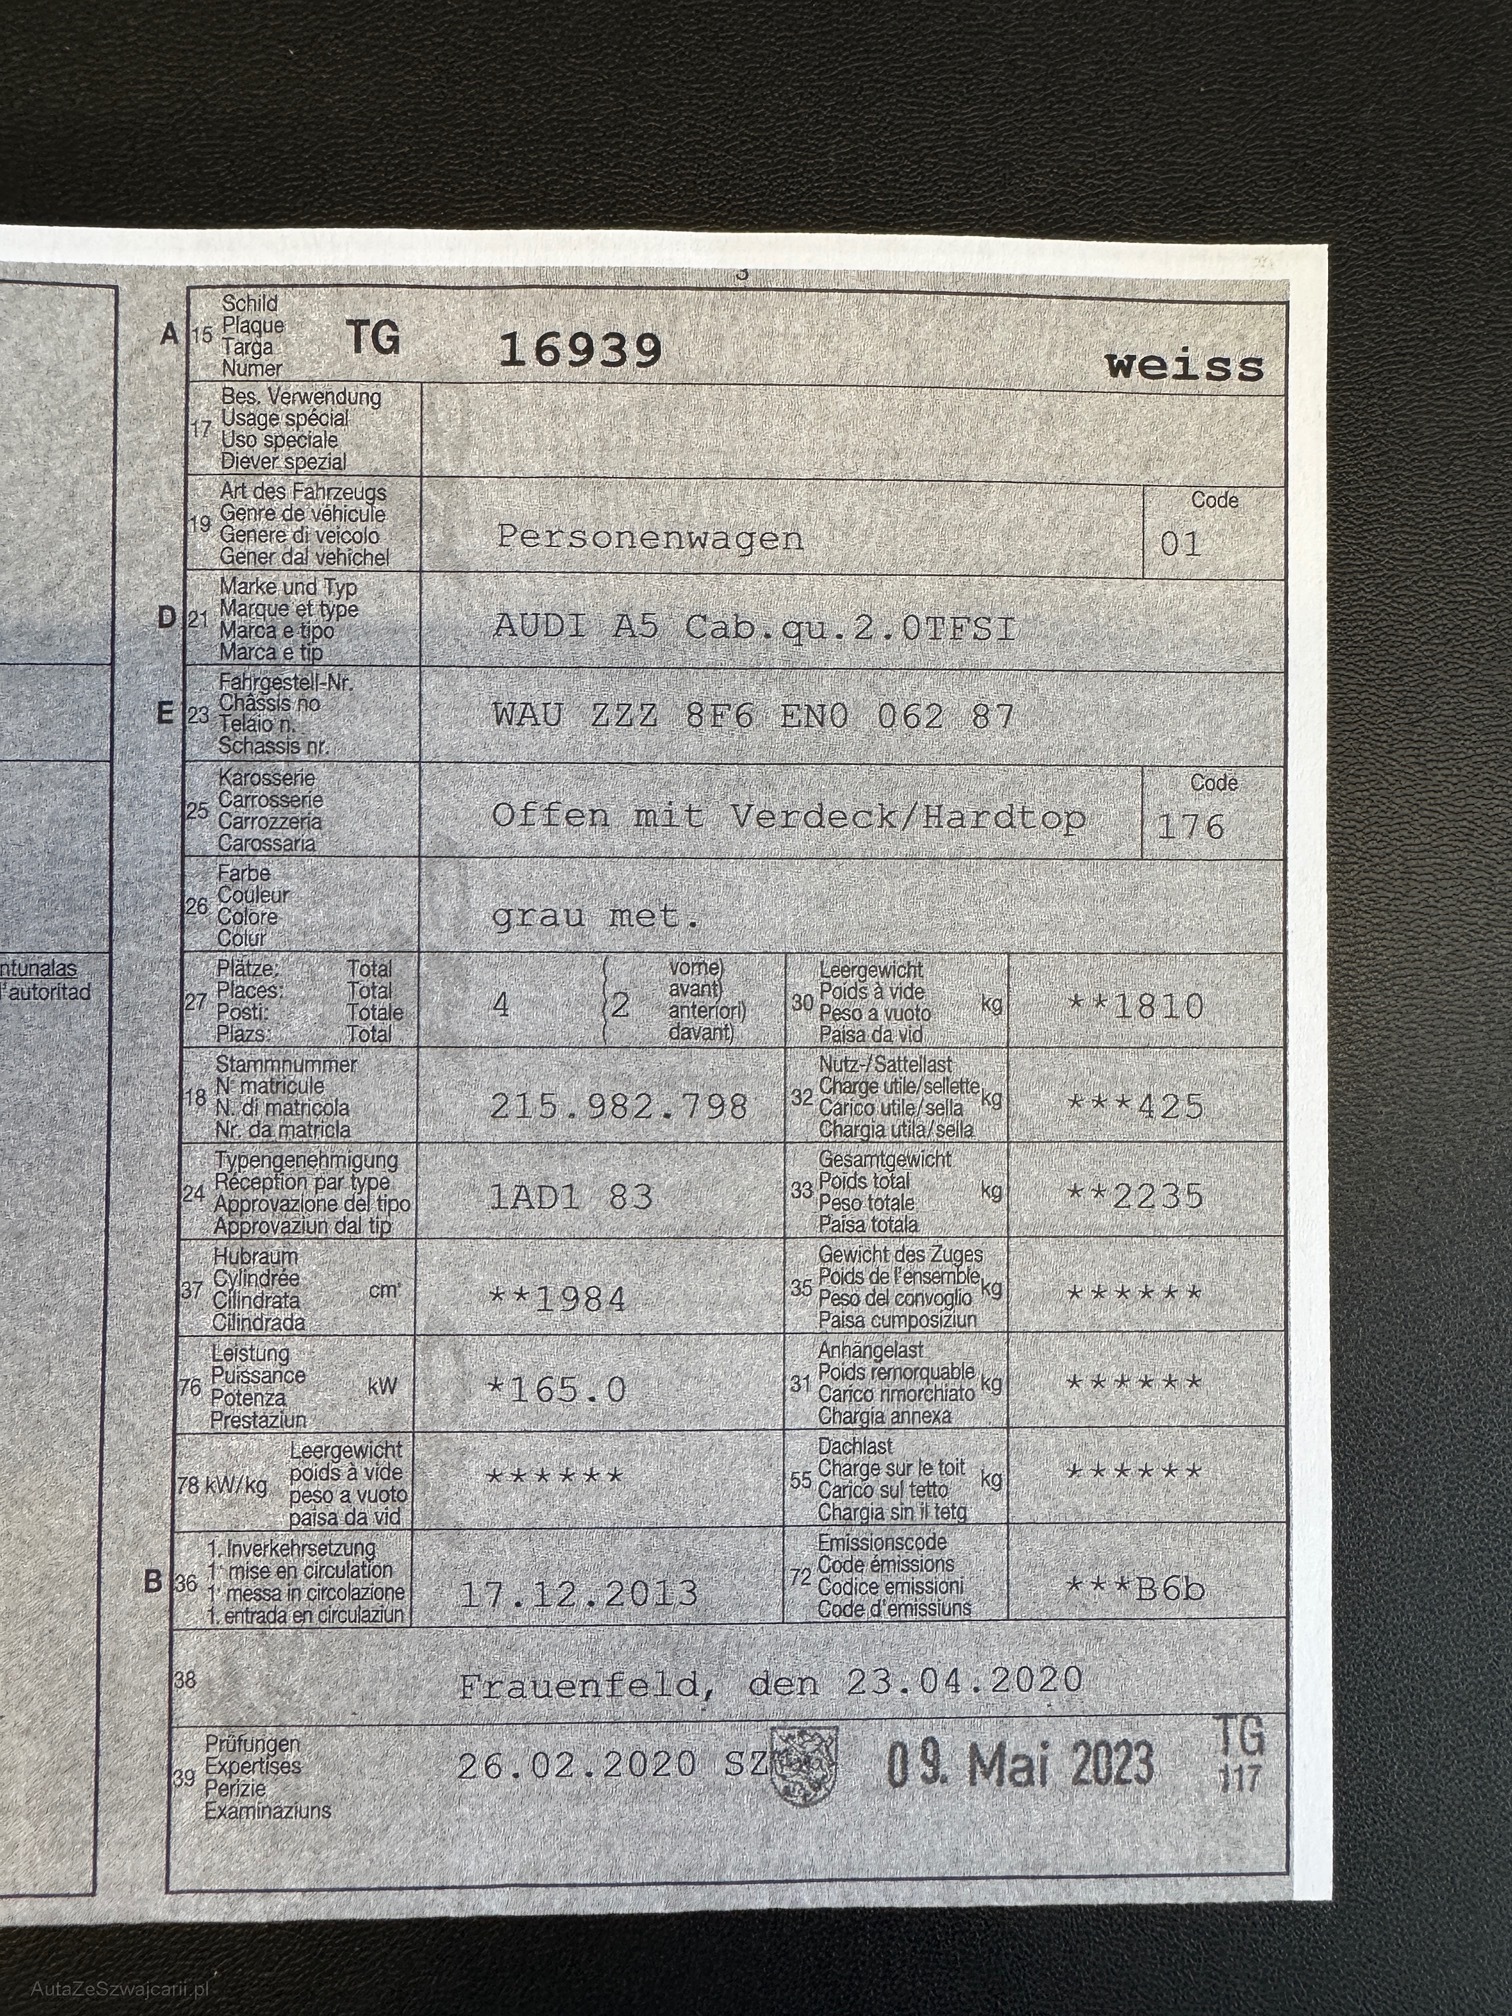 A 15 Schild
Plaque
Targa
Numer
TG 16939 weiss
17 Bes. Verwendung
Usage spécial
Uso speciale
Diever spezial
19 Art des Fahrzeugs
Genre de véhicule
Genere di veicolo
Gener dal vehichel
Personenwagen
Code
01
D 21 Marke und Typ
Marque et type
Marca e tipo
Marca e tip
AUDI A5 Cab.qu.2.0TFSI
E 23 Fahrgestell-Nr.
Châssis no
Telaio n.
Schassis nr.
WAU ZZZ 8F6 EN0 062 87
25 Karosserie
Carrosserie
Carrozzeria
Carossaria
Offen mit Verdeck/Hardtop
Code
176
26 Farbe
Couleur
Colore
Colur
grau met.
ntunalas
l'autoritad
27 Plätze: Total
Places: Total
Posti: Totale
Plazs: Total
4 (2 vorne)
avant)
anteriori)
davant)
30 Leergewicht
Poids à vide
Peso a vuoto
Paisa da vid
kg
**1810
18 Stammnummer
N° matricule
N. di matricola
Nr. da matricla
215.982.798
32 Nutz-/Sattellast
Charge utile/sellette
Carico utile/sella
Chargia utila/sella
kg
***425
24 Typengenehmigung
Réception par type
Approvazione del tipo
Approvaziun dal tip
1AD1 83
33 Gesamtgewicht
Poids total
Peso totale
Paisa totala
kg
**2235
37 Hubraum
Cylindrée
Cilindrata
Cilindrada
cm³
**1984
35 Gewicht des Zuges
Poids de l'ensemble
Peso del convoglio
Paisa cumposiziun
kg
******
76 Leistung
Puissance
Potenza
Prestaziun
kW
*165.0
31 Anhängelast
Poids remorquable
Carico rimorchiato
Chargia annexa
kg
******
78 kW/kg Leergewicht
poids à vide
peso a vuoto
paisa da vid
******
55 Dachlast
Charge sur le toit
Carico sul tetto
Chargia sin il tetg
kg
******
B 36 1. Inverkehrsetzung
1ʳ mise en circulation
1ʳ messa in circolazione
1. entrada en circulaziun
17.12.2013
72 Emissionscode
Code émissions
Codice emissioni
Code d'emissiuns
***B6b
38 Frauenfeld, den 23.04.2020
39 Prüfungen
Expertises
Perizie
Examinaziuns
26.02.2020 SZ
09. Mai 2023
TG
117
AutaZeSzwajcarii.pl